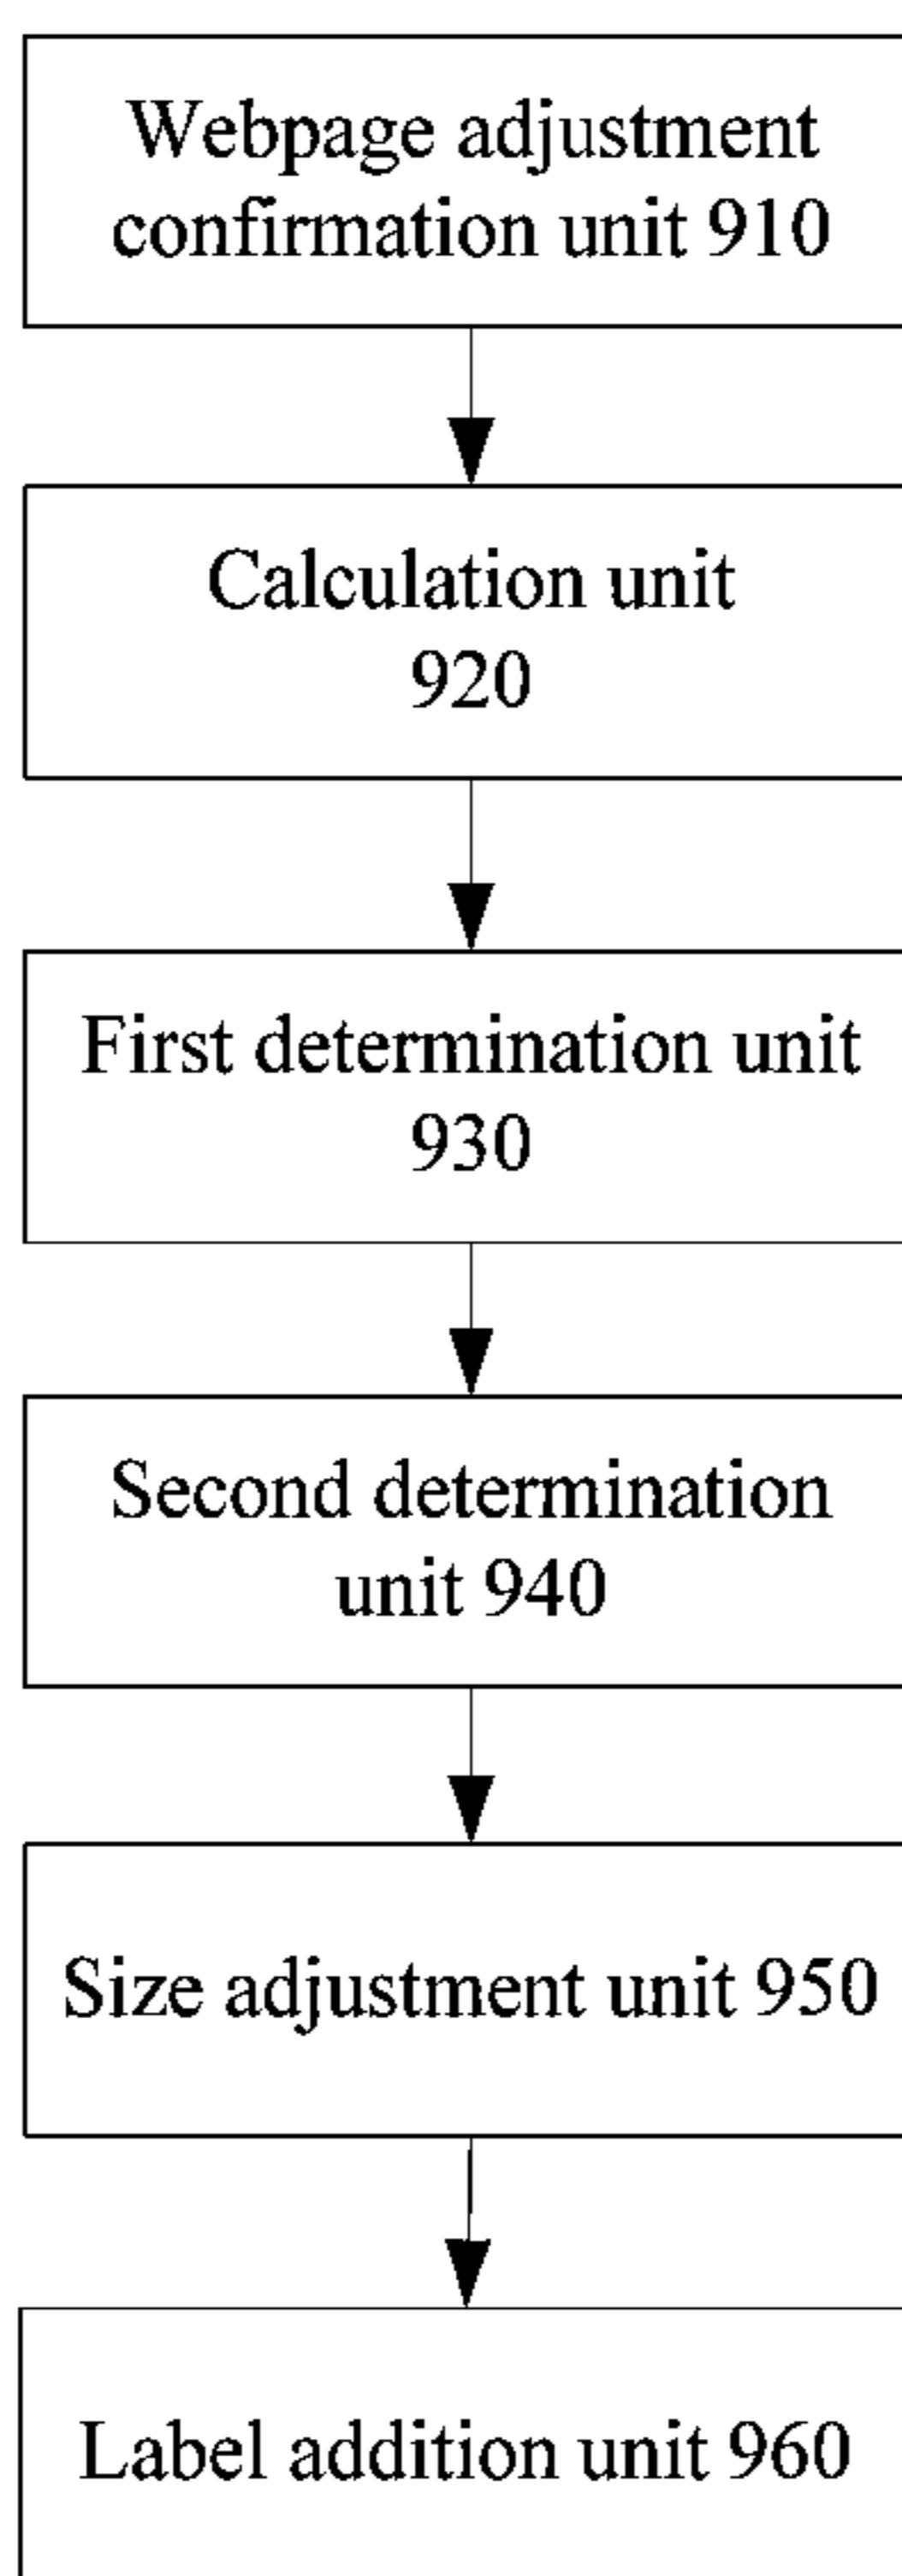 Webpage adjustment
confirmation unit 910
Calculation unit
920
First determination unit
930
Second determination
unit 940
Size adjustment unit 950
Label addition unit 960